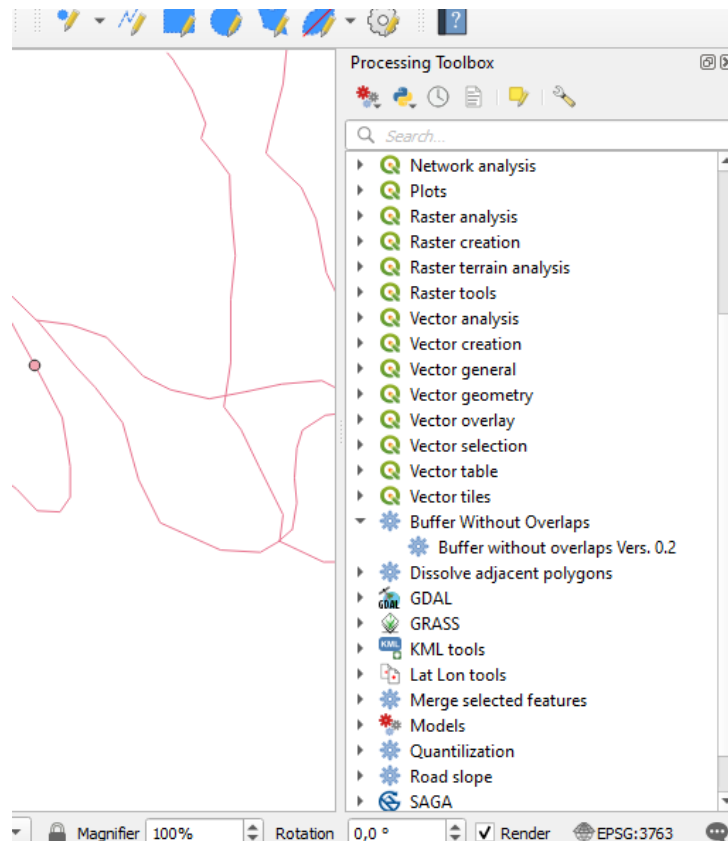 Processing Toolbox
Search...
Network analysis
Plots
Raster analysis
Raster creation
Raster terrain analysis
Raster tools
Vector analysis
Vector creation
Vector general
Vector geometry
Vector overlay
Vector selection
Vector table
Vector tiles
Buffer Without Overlaps
Buffer without overlaps Vers. 0.2
Dissolve adjacent polygons
GDAL GDAL
GRASS
KML KML tools
Lat Lon tools
Merge selected features
Models
Quantilization
Road slope
SAGA
Magnifier 100% Rotation 0,0 ° Render EPSG:3763